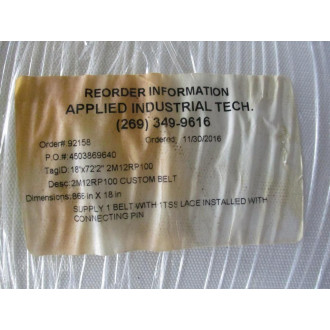 REORDER INFORMATION
APPLIED INDUSTRIAL TECH.
(269) 349-9616
Order#:92158 Ordered: 11/30/2016
P.O.#:4503869640
TagID:18"x72'2" 2M12RP100
Desc:2M12RP100 CUSTOM BELT
Dimensions:866 in X 18 in
SUPPLY 1 BELT WITH 1TSS LACE INSTALLED WITH
CONNECTING PIN